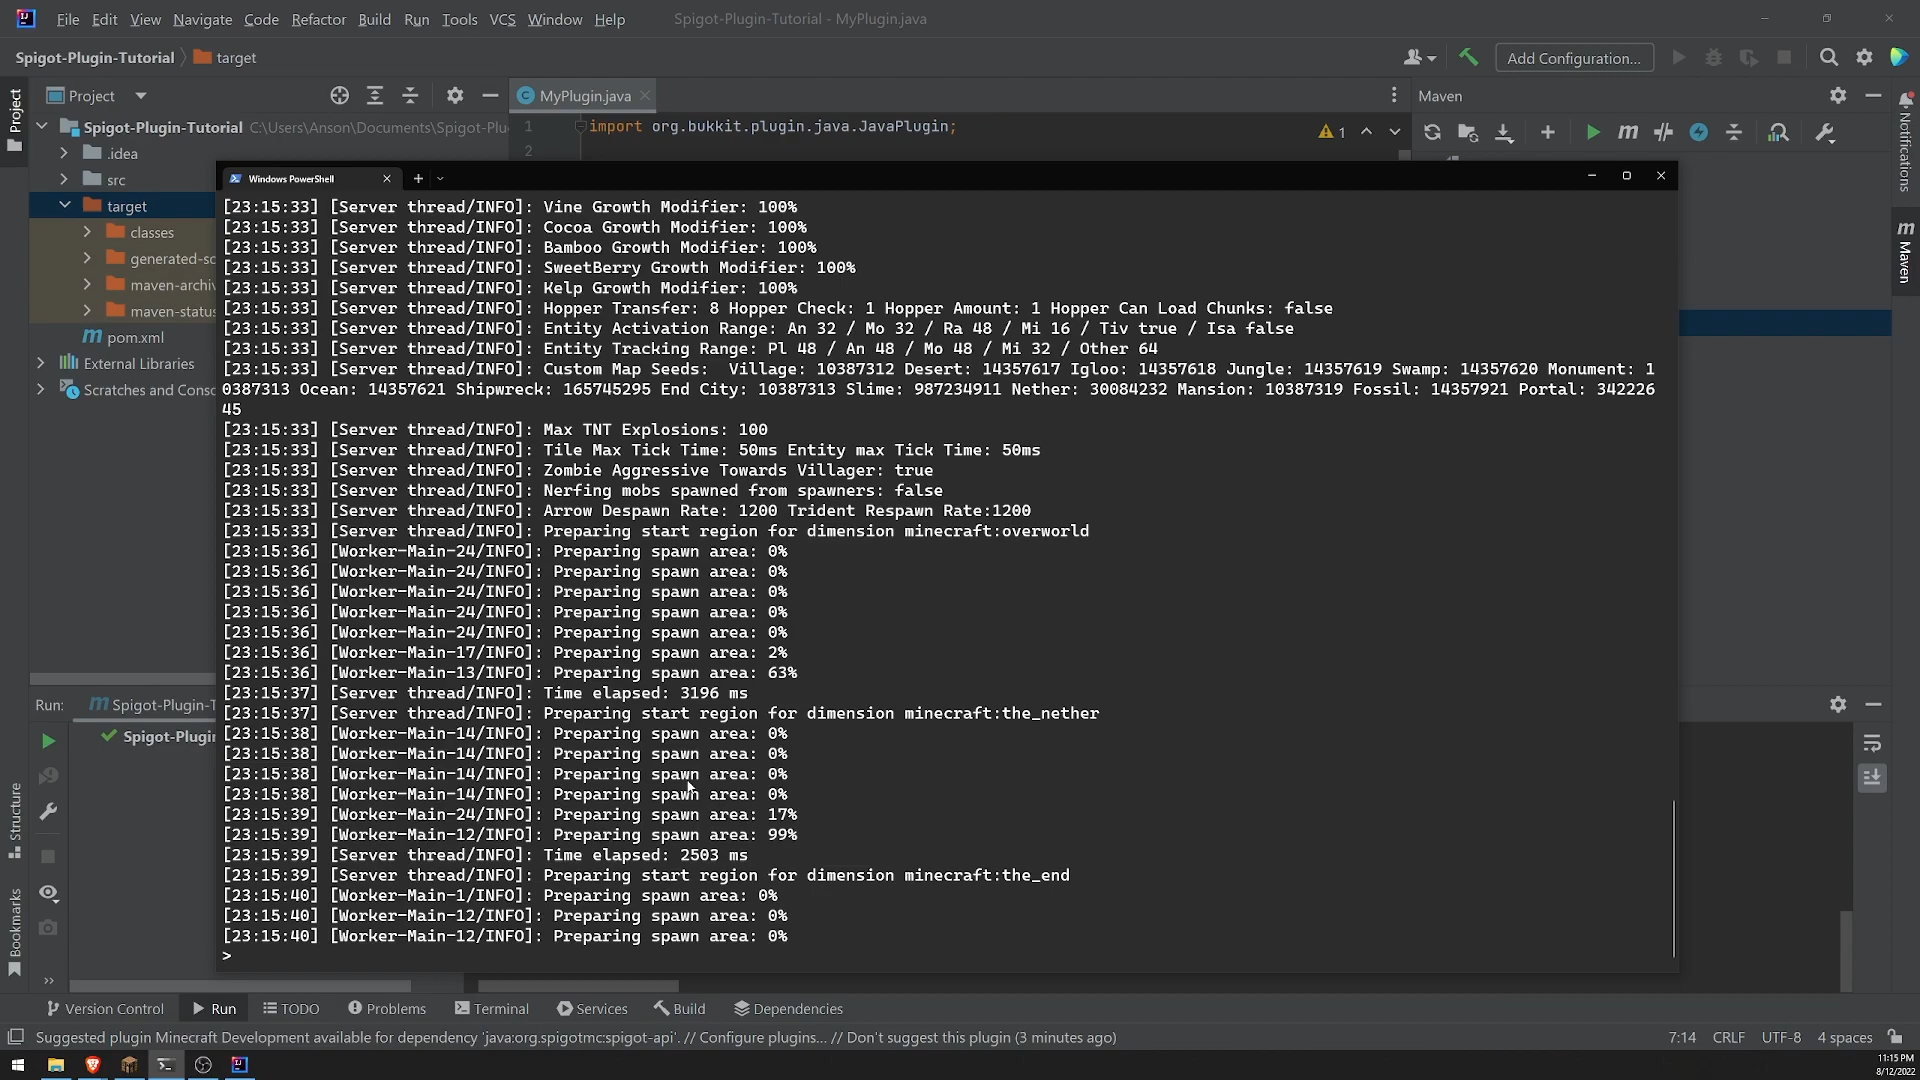 File Edit View Navigate Code Refactor Build Run Tools VCS Window Help Spigot-Plugin-Tutorial - MyPlugin.java
Spigot-Plugin-Tutorial target Add Configuration...
Project MyPlugin.java Maven
Spigot-Plugin-Tutorial C:\Users\Anson\Documents\Spigot-Plu
1 import org.bukkit.plugin.java.JavaPlugin; 1
2
.idea
src
target
classes
generated-so
maven-archiv
maven-status
pom.xml
External Libraries
Scratches and Consc
Project
Notifications
Maven
Windows PowerShell
[23:15:33] [Server thread/INFO]: Vine Growth Modifier: 100%
[23:15:33] [Server thread/INFO]: Cocoa Growth Modifier: 100%
[23:15:33] [Server thread/INFO]: Bamboo Growth Modifier: 100%
[23:15:33] [Server thread/INFO]: SweetBerry Growth Modifier: 100%
[23:15:33] [Server thread/INFO]: Kelp Growth Modifier: 100%
[23:15:33] [Server thread/INFO]: Hopper Transfer: 8 Hopper Check: 1 Hopper Amount: 1 Hopper Can Load Chunks: false
[23:15:33] [Server thread/INFO]: Entity Activation Range: An 32 / Mo 32 / Ra 48 / Mi 16 / Tiv true / Isa false
[23:15:33] [Server thread/INFO]: Entity Tracking Range: Pl 48 / An 48 / Mo 48 / Mi 32 / Other 64
[23:15:33] [Server thread/INFO]: Custom Map Seeds:  Village: 10387312 Desert: 14357617 Igloo: 14357618 Jungle: 14357619 Swamp: 14357620 Monument: 1
0387313 Ocean: 14357621 Shipwreck: 165745295 End City: 10387313 Slime: 987234911 Nether: 30084232 Mansion: 10387319 Fossil: 14357921 Portal: 342226
45
[23:15:33] [Server thread/INFO]: Max TNT Explosions: 100
[23:15:33] [Server thread/INFO]: Tile Max Tick Time: 50ms Entity max Tick Time: 50ms
[23:15:33] [Server thread/INFO]: Zombie Aggressive Towards Villager: true
[23:15:33] [Server thread/INFO]: Nerfing mobs spawned from spawners: false
[23:15:33] [Server thread/INFO]: Arrow Despawn Rate: 1200 Trident Respawn Rate:1200
[23:15:33] [Server thread/INFO]: Preparing start region for dimension minecraft:overworld
[23:15:36] [Worker-Main-24/INFO]: Preparing spawn area: 0%
[23:15:36] [Worker-Main-24/INFO]: Preparing spawn area: 0%
[23:15:36] [Worker-Main-24/INFO]: Preparing spawn area: 0%
[23:15:36] [Worker-Main-24/INFO]: Preparing spawn area: 0%
[23:15:36] [Worker-Main-24/INFO]: Preparing spawn area: 0%
[23:15:36] [Worker-Main-17/INFO]: Preparing spawn area: 2%
[23:15:36] [Worker-Main-13/INFO]: Preparing spawn area: 63%
[23:15:37] [Server thread/INFO]: Time elapsed: 3196 ms
[23:15:37] [Server thread/INFO]: Preparing start region for dimension minecraft:the_nether
[23:15:38] [Worker-Main-14/INFO]: Preparing spawn area: 0%
[23:15:38] [Worker-Main-14/INFO]: Preparing spawn area: 0%
[23:15:38] [Worker-Main-14/INFO]: Preparing spawn area: 0%
[23:15:38] [Worker-Main-14/INFO]: Preparing spawn area: 0%
[23:15:39] [Worker-Main-24/INFO]: Preparing spawn area: 17%
[23:15:39] [Worker-Main-12/INFO]: Preparing spawn area: 99%
[23:15:39] [Server thread/INFO]: Time elapsed: 2503 ms
[23:15:39] [Server thread/INFO]: Preparing start region for dimension minecraft:the_end
[23:15:40] [Worker-Main-1/INFO]: Preparing spawn area: 0%
[23:15:40] [Worker-Main-12/INFO]: Preparing spawn area: 0%
[23:15:40] [Worker-Main-12/INFO]: Preparing spawn area: 0%
>
Run: Spigot-Plugin-T
Spigot-Plugin
Structure
Bookmarks
Version Control Run TODO Problems Terminal Services Build Dependencies
Suggested plugin Minecraft Development available for dependency 'java:org.spigotmc:spigot-api'. // Configure plugins... // Don't suggest this plugin (3 minutes ago) 7:14 CRLF UTF-8 4 spaces
11:15 PM
8/12/2022